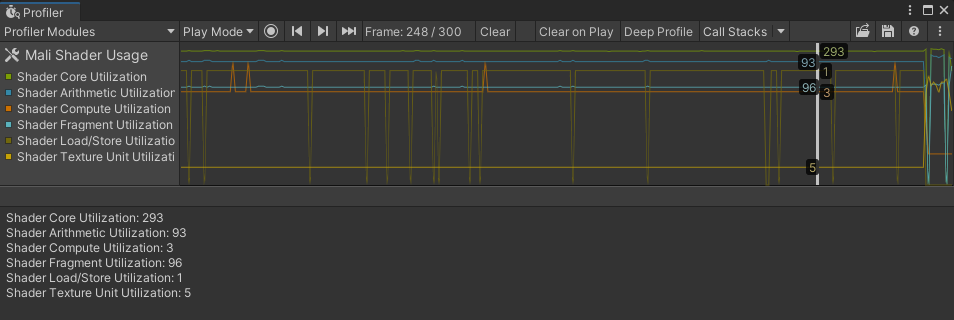 Profiler
Profiler Modules
Play Mode
Frame: 248 / 300
Clear
Clear on Play
Deep Profile
Call Stacks
Mali Shader Usage
Shader Core Utilization
Shader Arithmetic Utilization
Shader Compute Utilization
Shader Fragment Utilization
Shader Load/Store Utilizatio
Shader Texture Unit Utilizati
293
93
1
96
3
5
Shader Core Utilization: 293
Shader Arithmetic Utilization: 93
Shader Compute Utilization: 3
Shader Fragment Utilization: 96
Shader Load/Store Utilization: 1
Shader Texture Unit Utilization: 5